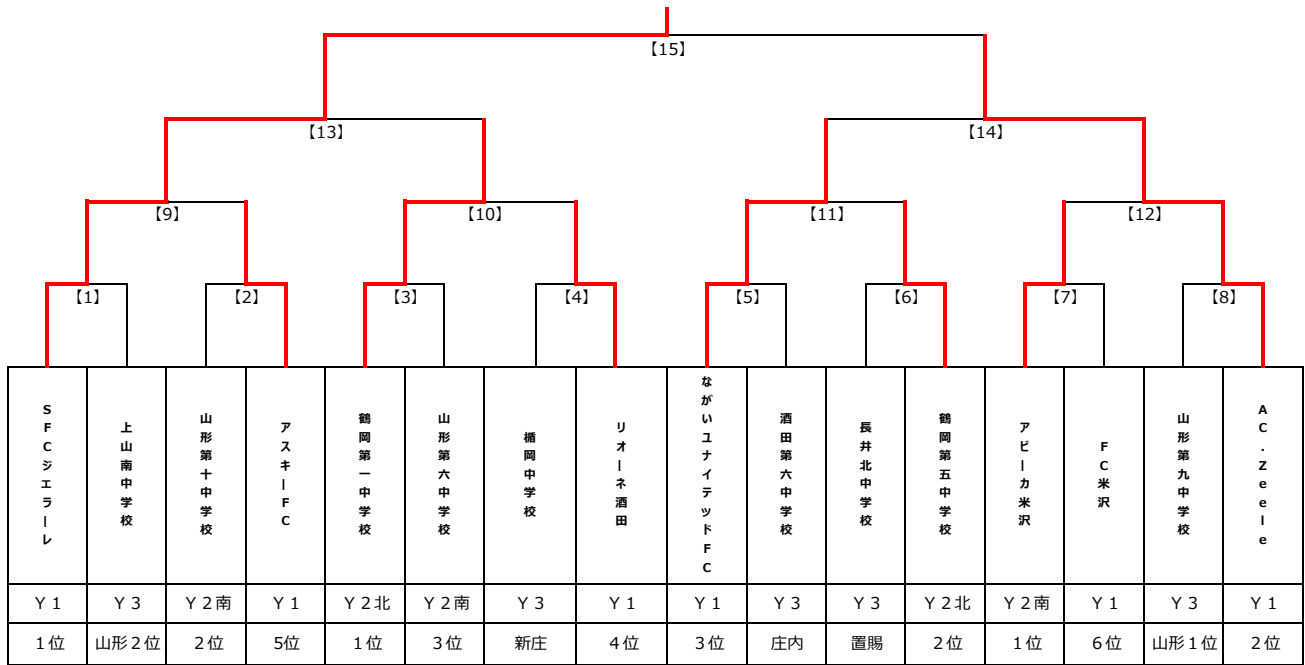 【15】
【13】 【14】
【9】 【10】 【11】 【12】
【1】 【2】 【3】 【4】 【5】 【6】 【7】 【8】
SFCジェラーレ
上山南中学校
山形第十中学校
アスキーFC
鶴岡第一中学校
山形第六中学校
楯岡中学校
リオーネ酒田
ながいユナイテッドFC
酒田第六中学校
長井北中学校
鶴岡第五中学校
アビーカ米沢
FC米沢
山形第九中学校
AC.Zeele
Y1 Y3 Y2南 Y1 Y2北 Y2南 Y3 Y1 Y1 Y3 Y3 Y2北 Y2南 Y1 Y3 Y1
1位 山形2位 2位 5位 1位 3位 新庄 4位 3位 庄内 置賜 2位 1位 6位 山形1位 2位